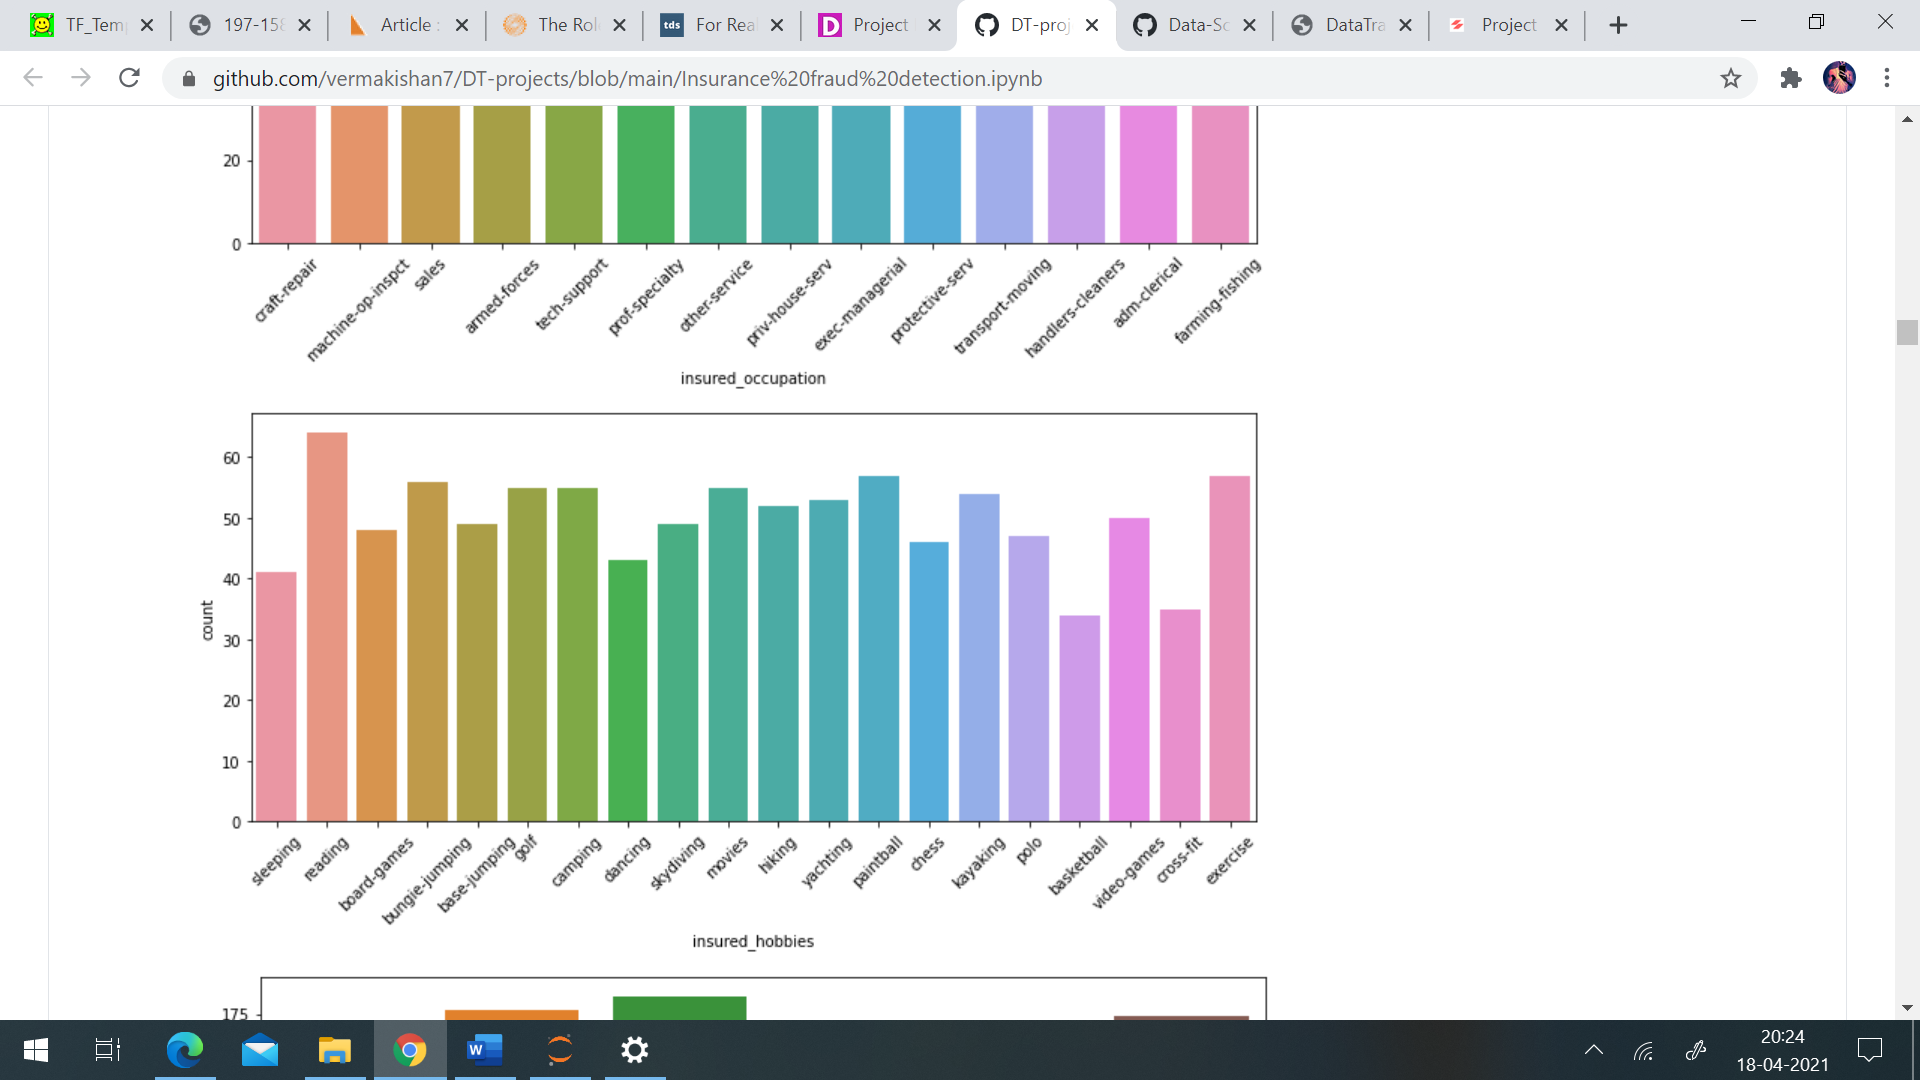 TF_Tem
197-158
Article :
The Role
tds For Rea
D Project
DT-proj
Data-Sc
DataTra
Project
github.com/vermakishan7/DT-projects/blob/main/Insurance%20fraud%20detection.ipynb
20
0
craft-repair machine-op-inspct sales armed-forces tech-support prof-specialty other-service priv-house-serv exec-managerial protective-serv transport-moving handlers-cleaners adm-clerical farming-fishing
insured_occupation
60
50
40
count
30
20
10
0
sleeping reading board-games bungie-jumping base-jumping golf camping dancing skydiving movies hiking yachting paintball chess kayaking polo basketball video-games cross-fit exercise
insured_hobbies
175
W
20:24
18-04-2021